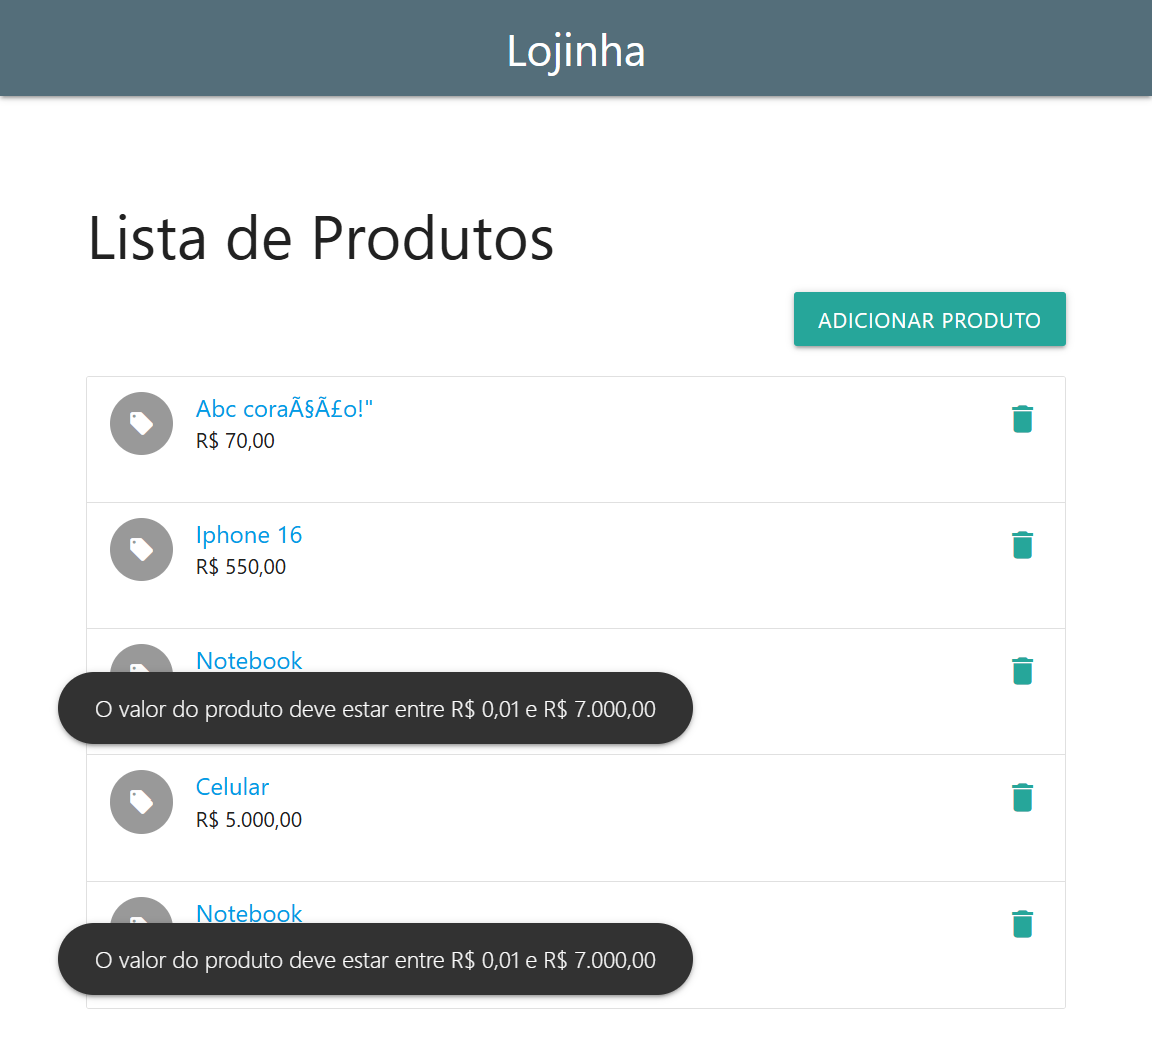 Lojinha
Lista de Produtos
ADICIONAR PRODUTO
Abc coraÃ§Ã£o!"
R$ 70,00
Iphone 16
R$ 550,00
Notebook
O valor do produto deve estar entre R$ 0,01 e R$ 7.000,00
Celular
R$ 5.000,00
Notebook
O valor do produto deve estar entre R$ 0,01 e R$ 7.000,00